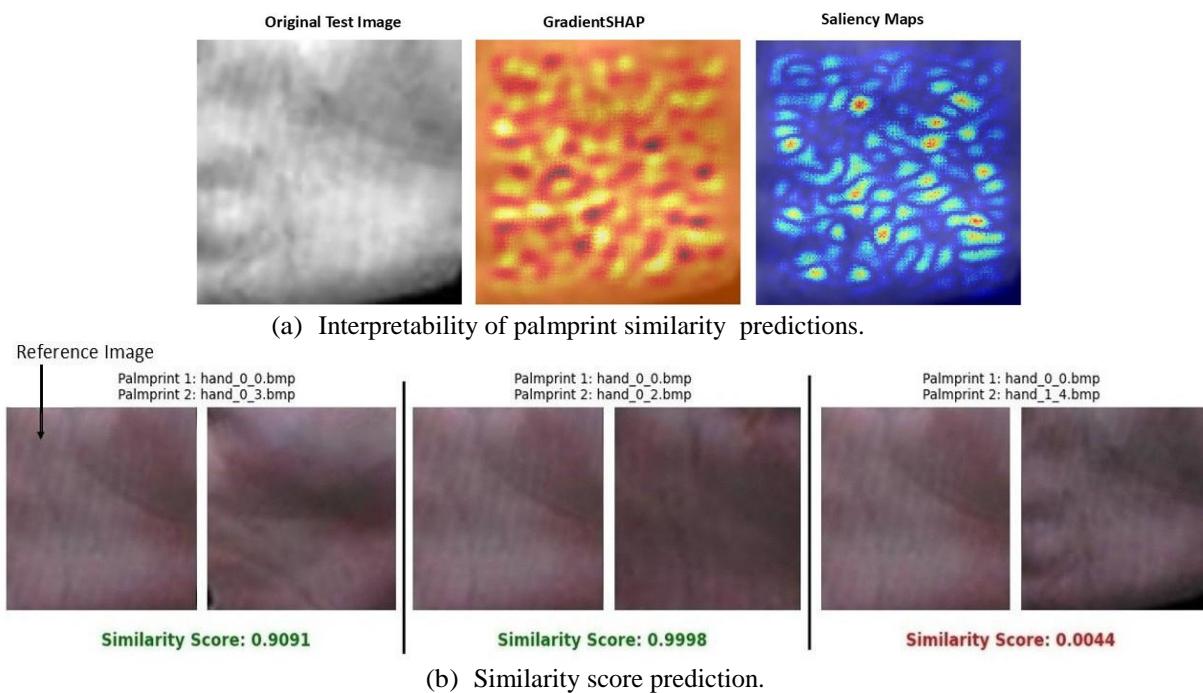 Original Test Image
GradientSHAP
Saliency Maps
(a) Interpretability of palmprint similarity predictions.
Reference Image
Palmprint 1: hand_0_0.bmp
Palmprint 2: hand_0_3.bmp
Palmprint 1: hand_0_0.bmp
Palmprint 2: hand_0_2.bmp
Palmprint 1: hand_0_0.bmp
Palmprint 2: hand_1_4.bmp
Similarity Score: 0.9091
Similarity Score: 0.9998
Similarity Score: 0.0044
(b) Similarity score prediction.